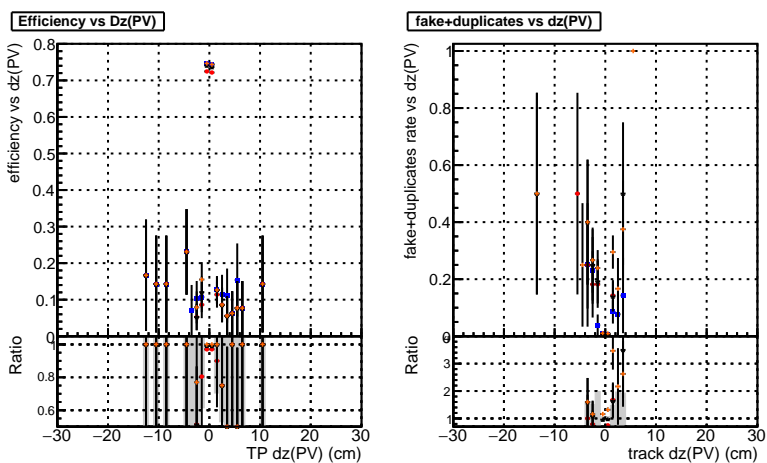 Efficiency vs Dz(PV)
efficiency vs dz(PV)
0.8
0.7
0.6
0.5
0.4
0.3
0.2
0.1
0
Ratio
1
0.8
0.6
−30 −20 −10 0 10 20 30
TP dz(PV) (cm)
fake+duplicates vs dz(PV)
fake+duplicates rate vs dz(PV)
1
0.8
0.6
0.4
0.2
0
Ratio
3
2
1
−30 −20 −10 0 10 20 30
track dz(PV) (cm)